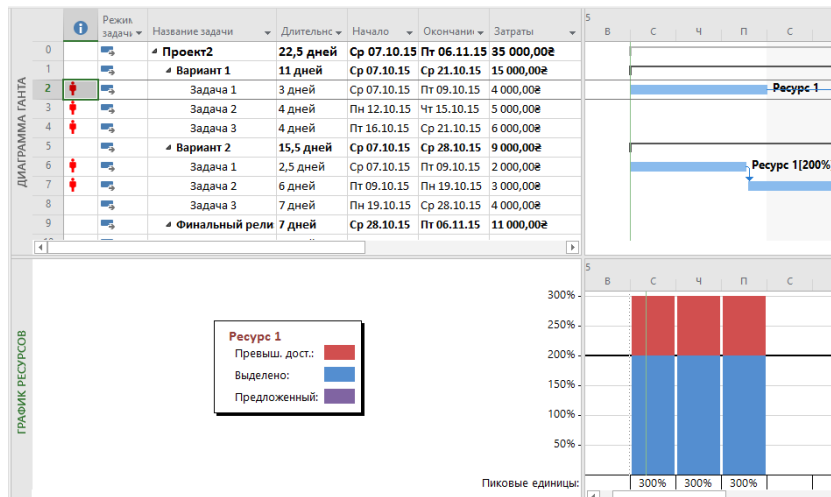 5
Режим задачи Название задачи Длительнс Начало Окончани Затраты В С Ч П С
0 Проект2 22,5 дней Ср 07.10.15 Пт 06.11.15 35 000,00₴
1 Вариант 1 11 дней Ср 07.10.15 Ср 21.10.15 15 000,00₴
2 Задача 1 3 дней Ср 07.10.15 Пт 09.10.15 4 000,00₴ Ресурс 1
3 Задача 2 4 дней Пн 12.10.15 Чт 15.10.15 5 000,00₴
4 Задача 3 4 дней Пт 16.10.15 Ср 21.10.15 6 000,00₴
5 Вариант 2 15,5 дней Ср 07.10.15 Ср 28.10.15 9 000,00₴
6 Задача 1 2,5 дней Ср 07.10.15 Пт 09.10.15 2 000,00₴ Ресурс 1[200%
7 Задача 2 6 дней Пт 09.10.15 Пн 19.10.15 3 000,00₴
8 Задача 3 7 дней Пн 19.10.15 Ср 28.10.15 4 000,00₴
9 Финальный рели 7 дней Ср 28.10.15 Пт 06.11.15 11 000,00₴
ДИАГРАММА ГАНТА
5
В С Ч П С
ГРАФИК РЕСУРСОВ
Ресурс 1
Превыш. дост.:
Выделено:
Предложенный:
300%
250%
200%
150%
100%
50%
Пиковые единицы: 300% 300% 300%